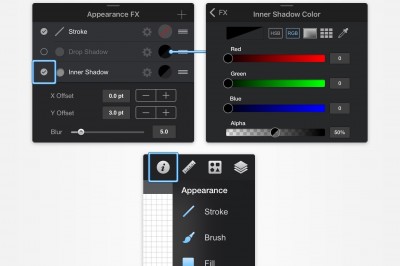 Appearance FX
Stroke
Drop Shadow
Inner Shadow
X Offset 0.0 pt
Y Offset 3.0 pt
Blur 5.0
FX
Inner Shadow Color
HSB RGB
Red
0
Green
0
Blue
0
Alpha
50%
Appearance
Stroke
Brush
Fill